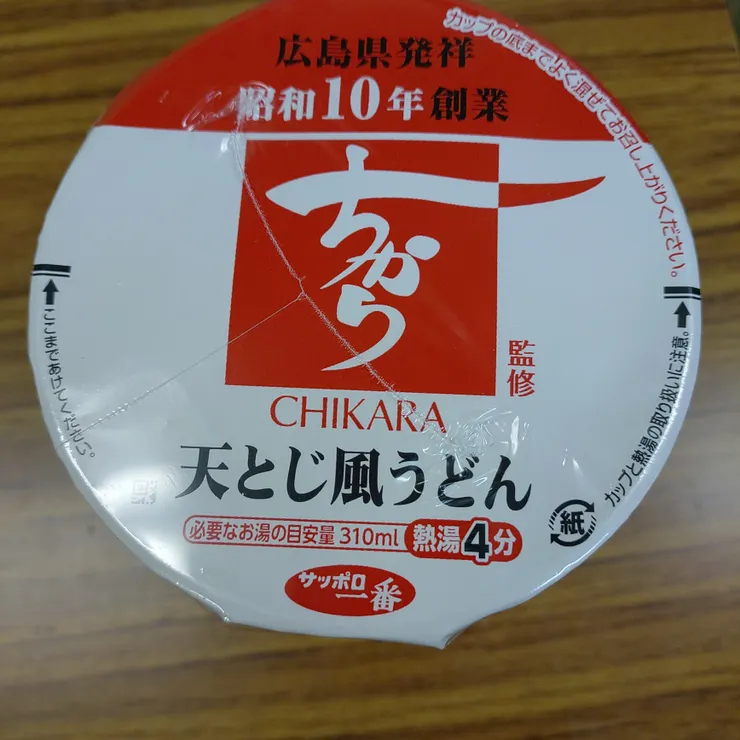 広島県発祥
昭和10年創業
カップの底までよく混ぜてお召し上がりください。
ちから
監修
CHIKARA
天とじ風うどん
必要なお湯の目安量 310ml
熱湯4分
サッポロ
一番
ここまであけてください。
カップと熱湯の取り扱いに注意。
紙